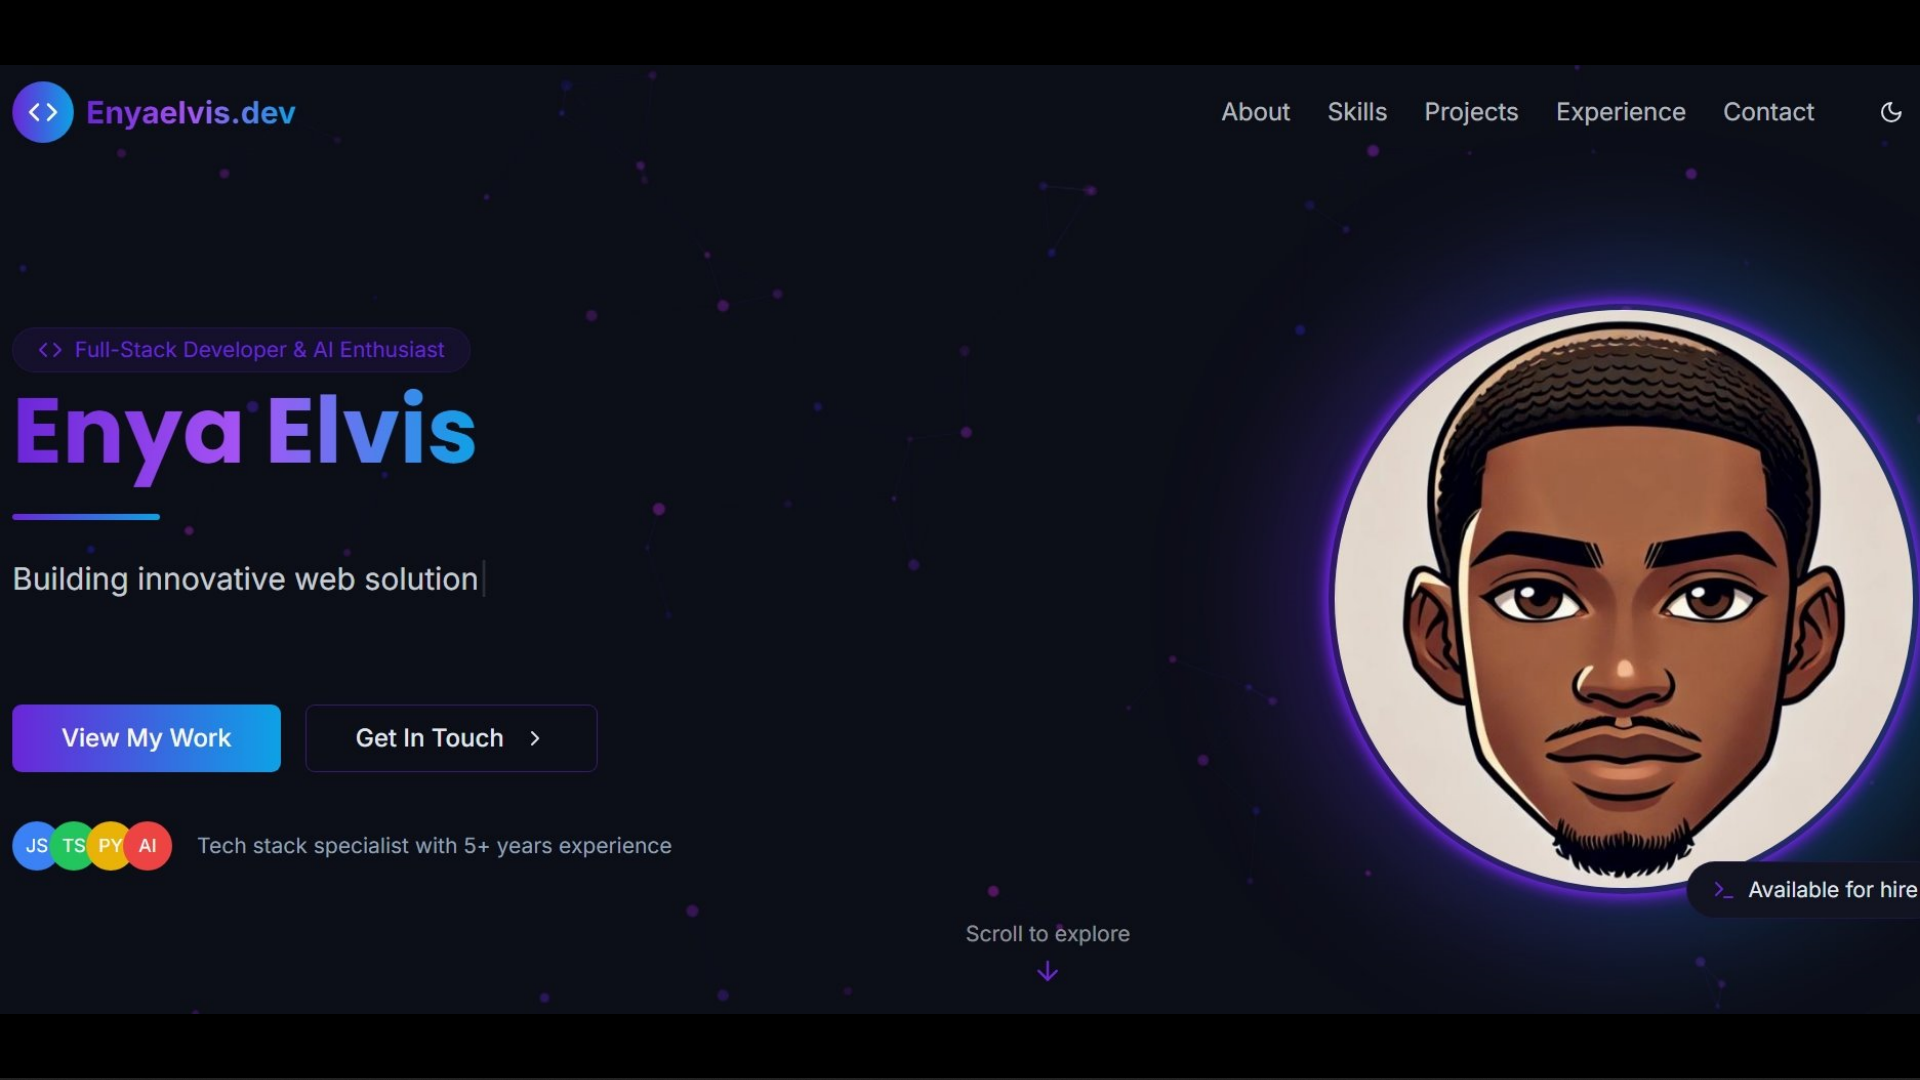 Enyaelvis.dev
About Skills Projects Experience Contact
<> Full-Stack Developer & AI Enthusiast
Enya Elvis
Building innovative web solution
View My Work
Get In Touch >
JS TS PY AI
Tech stack specialist with 5+ years experience
>_ Available for hire
Scroll to explore